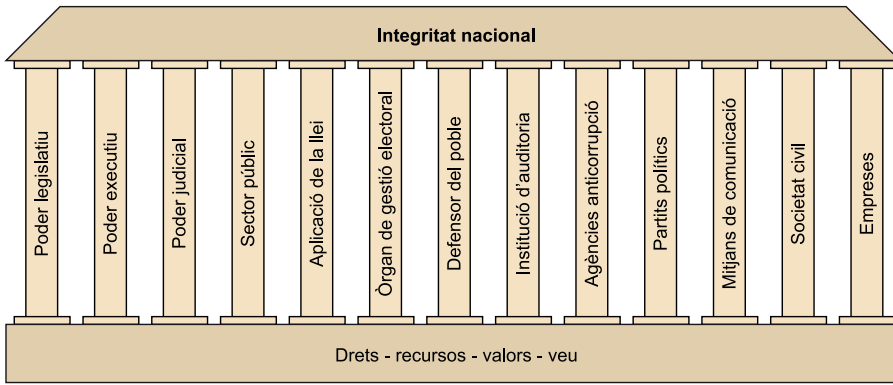 Integritat nacional
Poder legislatiu
Poder executiu
Poder judicial
Sector públic
Aplicació de la llei
Òrgan de gestió electoral
Defensor del poble
Institució d'auditoria
Agències anticorrupció
Partits polítics
Mitjans de comunicació
Societat civil
Empreses
Drets - recursos - valors - veu